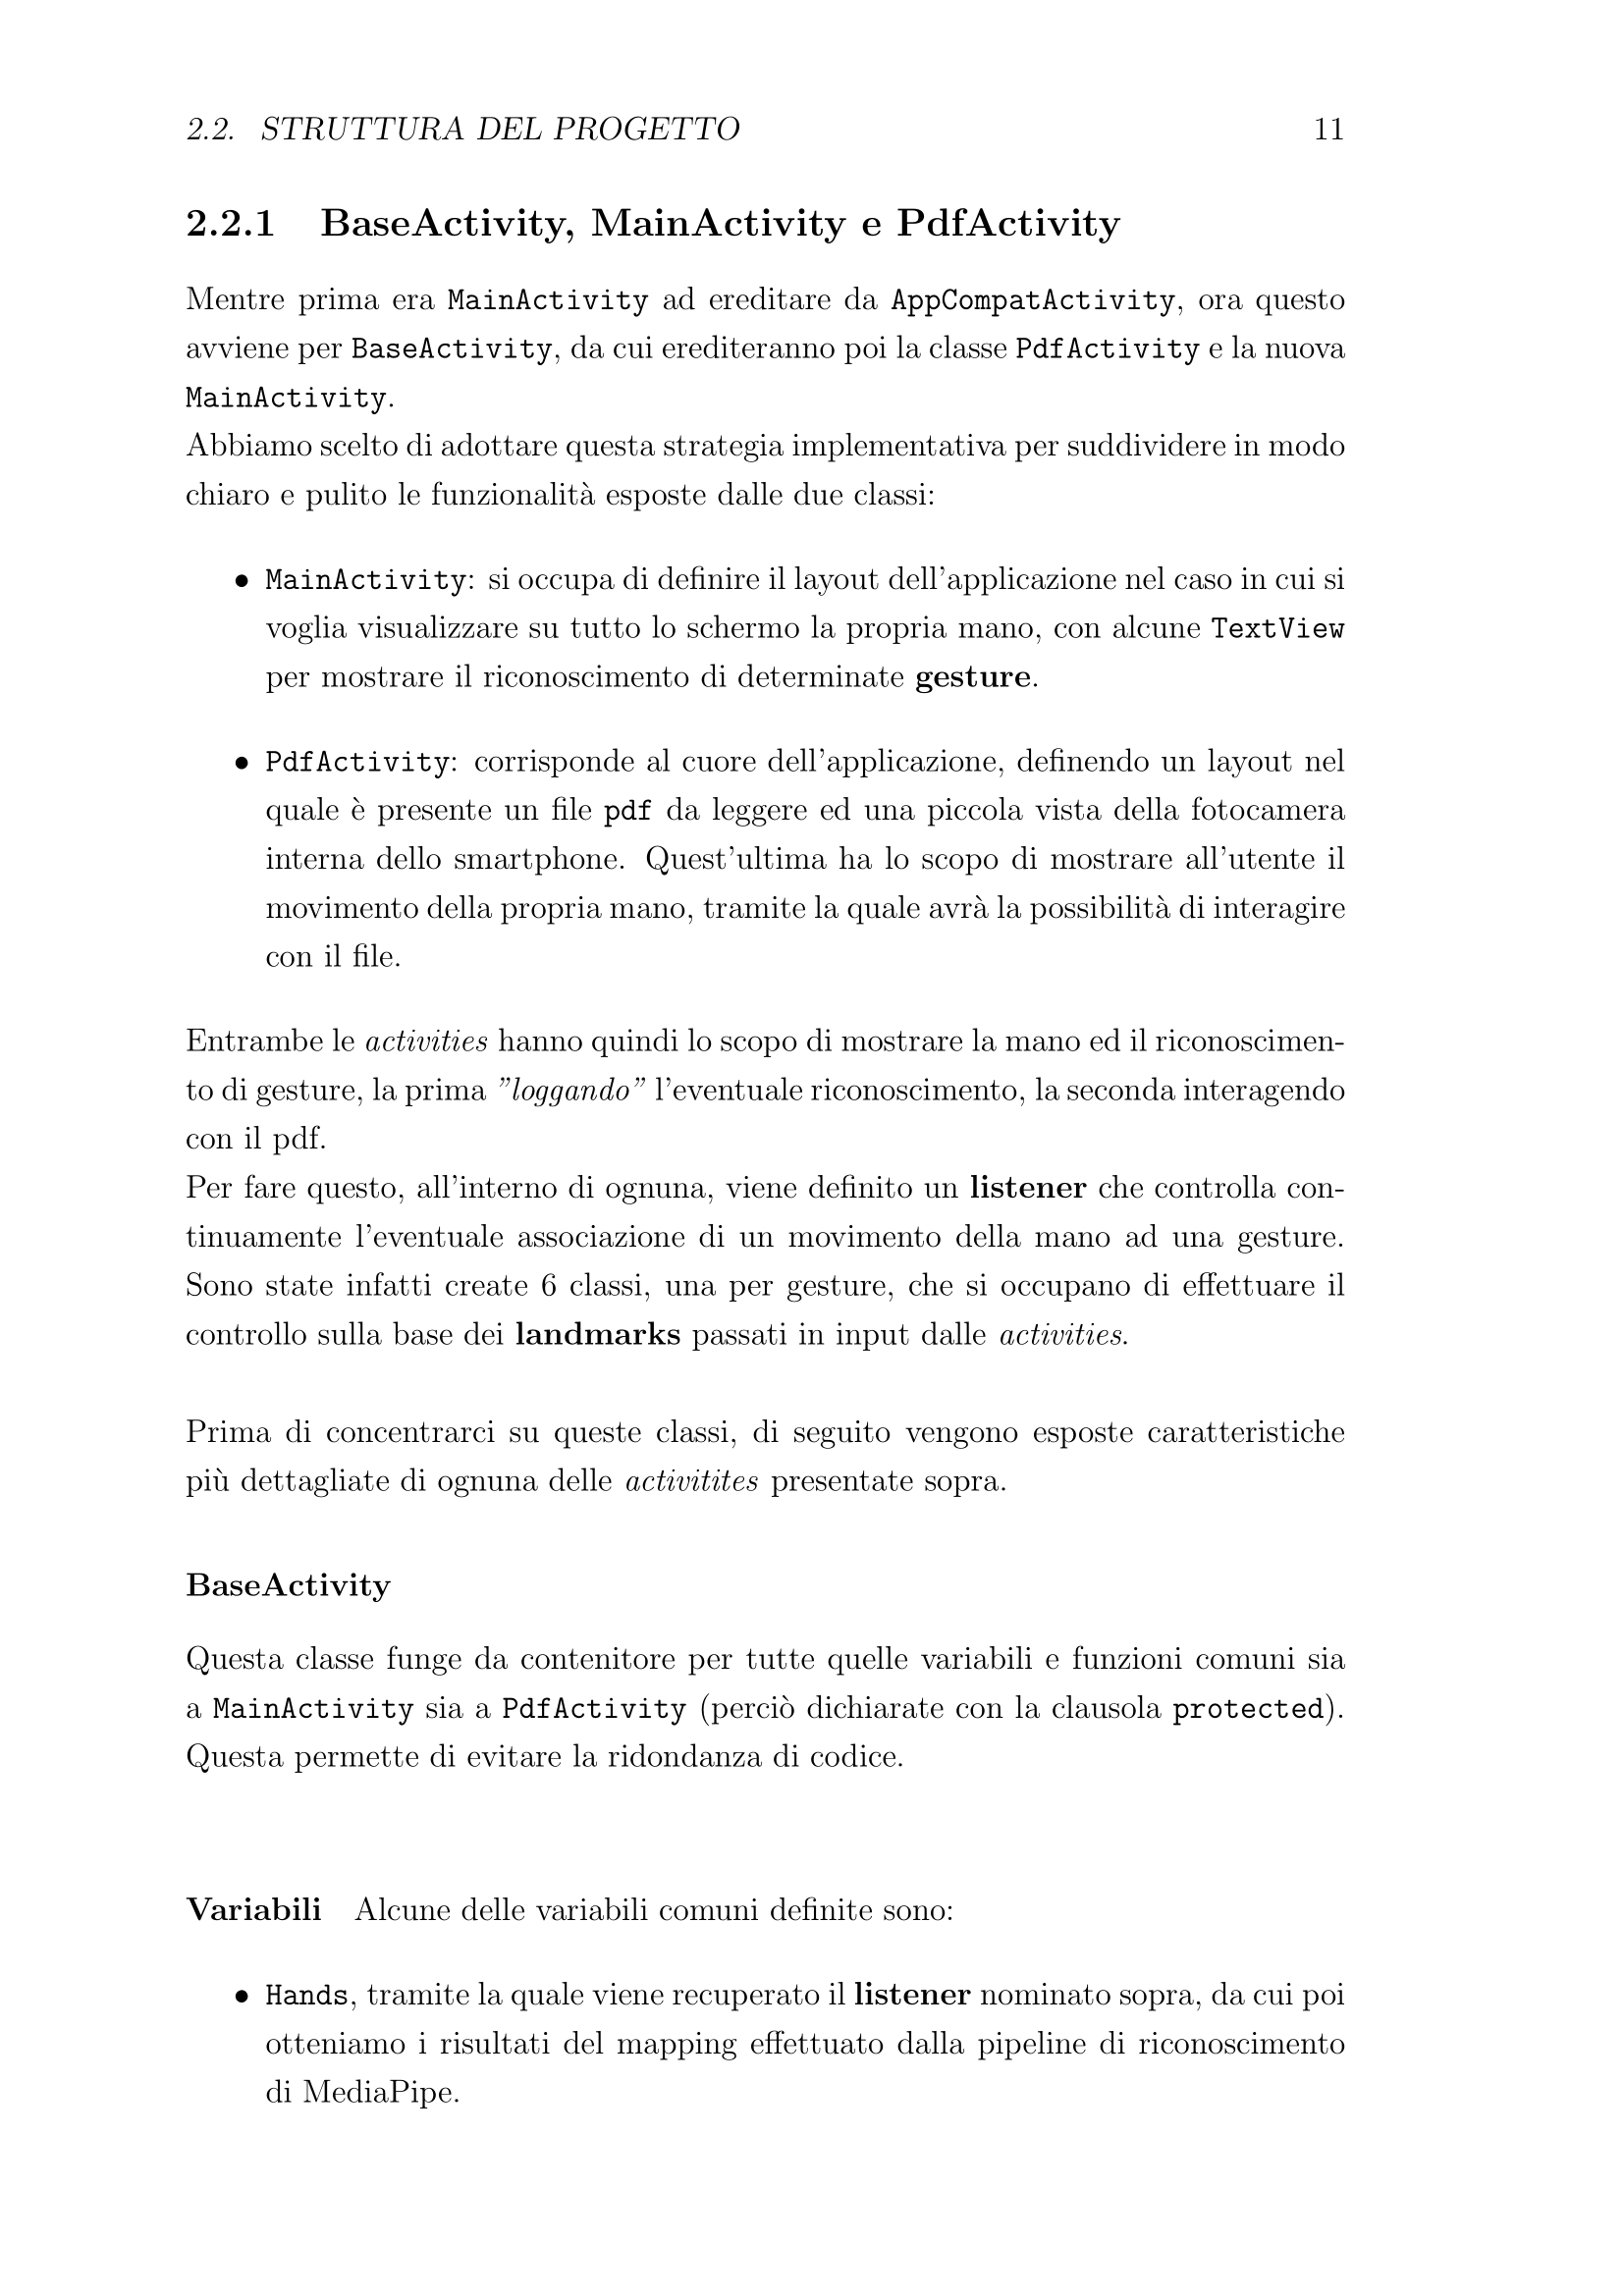 2.2. STRUTTURA DEL PROGETTO 11
2.2.1 BaseActivity, MainActivity e PdfActivity
Mentre prima era MainActivity ad ereditare da AppCompatActivity, ora questo
avviene per BaseActivity, da cui erediteranno poi la classe PdfActivity e la nuova
MainActivity.
Abbiamo scelto di adottare questa strategia implementativa per suddividere in modo
chiaro e pulito le funzionalità esposte dalle due classi:
• MainActivity: si occupa di definire il layout dell'applicazione nel caso in cui si
voglia visualizzare su tutto lo schermo la propria mano, con alcune TextView
per mostrare il riconoscimento di determinate gesture.
• PdfActivity: corrisponde al cuore dell'applicazione, definendo un layout nel
quale è presente un file pdf da leggere ed una piccola vista della fotocamera
interna dello smartphone. Quest'ultima ha lo scopo di mostrare all'utente il
movimento della propria mano, tramite la quale avrà la possibilità di interagire
con il file.
Entrambe le activities hanno quindi lo scopo di mostrare la mano ed il riconoscimen-
to di gesture, la prima "loggando" l'eventuale riconoscimento, la seconda interagendo
con il pdf.
Per fare questo, all'interno di ognuna, viene definito un listener che controlla con-
tinuamente l'eventuale associazione di un movimento della mano ad una gesture.
Sono state infatti create 6 classi, una per gesture, che si occupano di effettuare il
controllo sulla base dei landmarks passati in input dalle activities.
Prima di concentrarci su queste classi, di seguito vengono esposte caratteristiche
più dettagliate di ognuna delle activitites presentate sopra.
BaseActivity
Questa classe funge da contenitore per tutte quelle variabili e funzioni comuni sia
a MainActivity sia a PdfActivity (perciò dichiarate con la clausola protected).
Questa permette di evitare la ridondanza di codice.
Variabili Alcune delle variabili comuni definite sono:
• Hands, tramite la quale viene recuperato il listener nominato sopra, da cui poi
otteniamo i risultati del mapping effettuato dalla pipeline di riconoscimento
di MediaPipe.